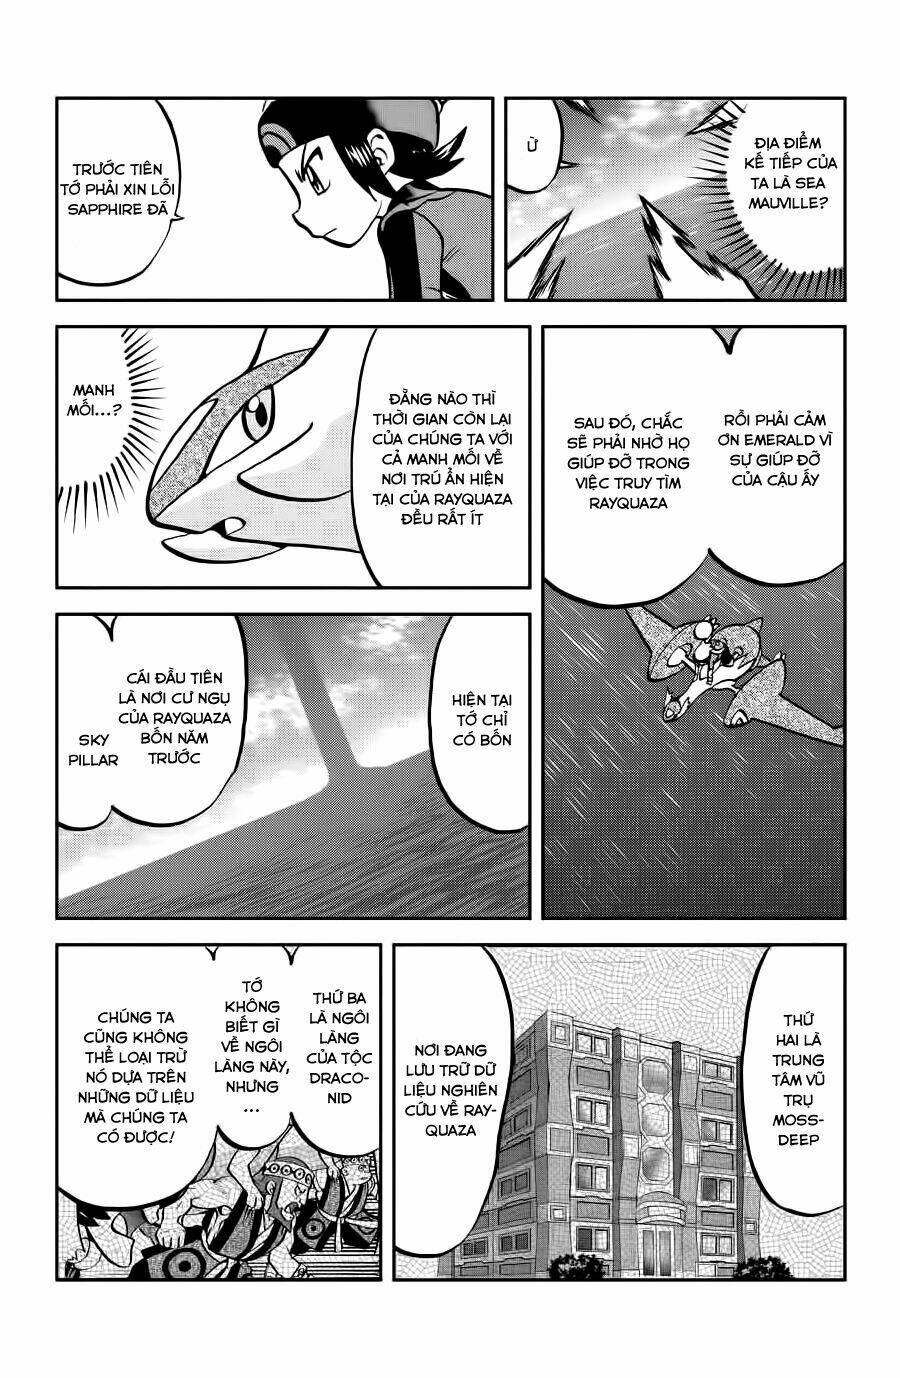 ĐỊA ĐIỂM
KẾ TIẾP CỦA
TA LÀ SEA
MAUVILLE?
Ừ
TRƯỚC TIÊN
TỚ PHẢI XIN LỖI
SAPPHIRE ĐÃ
RỒI PHẢI CẢM
ƠN EMERALD VÌ
SỰ GIÚP ĐỠ
CỦA CẬU ẤY
SAU ĐÓ, CHẮC
SẼ PHẢI NHỜ HỌ
GIÚP ĐỠ TRONG
VIỆC TRUY TÌM
RAYQUAZA
ĐẰNG NÀO THÌ
THỜI GIAN CÒN LẠI
CỦA CHÚNG TA VỚI
CẢ MANH MỐI VỀ
NƠI TRÚ ẨN HIỆN
TẠI CỦA RAYQUAZA
ĐỀU RẤT ÍT
MANH
MỐI...?
HIỆN TẠI
TỚ CHỈ
CÓ BỐN
CÁI ĐẦU TIÊN
LÀ NƠI CƯ NGỤ
CỦA RAYQUAZA
BỐN NĂM
TRƯỚC
SKY
PILLAR
THỨ
HAI LÀ
TRUNG
TÂM VŨ
TRỤ
MOSS-
DEEP
NƠI ĐANG
LƯU TRỮ DỮ
LIỆU NGHIÊN
CỨU VỀ RAY-
QUAZA
THỨ BA
LÀ NGÔI
LÀNG
CỦA TỘC
DRACO-
NID
TỚ
KHÔNG
BIẾT GÌ
VỀ NGÔI
LÀNG NÀY,
NHƯNG
...
CHÚNG TA
CŨNG KHÔNG
THỂ LOẠI TRỪ
NÓ DỰA TRÊN
NHỮNG DỮ LIỆU
MÀ CHÚNG TA
CÓ ĐƯỢC!